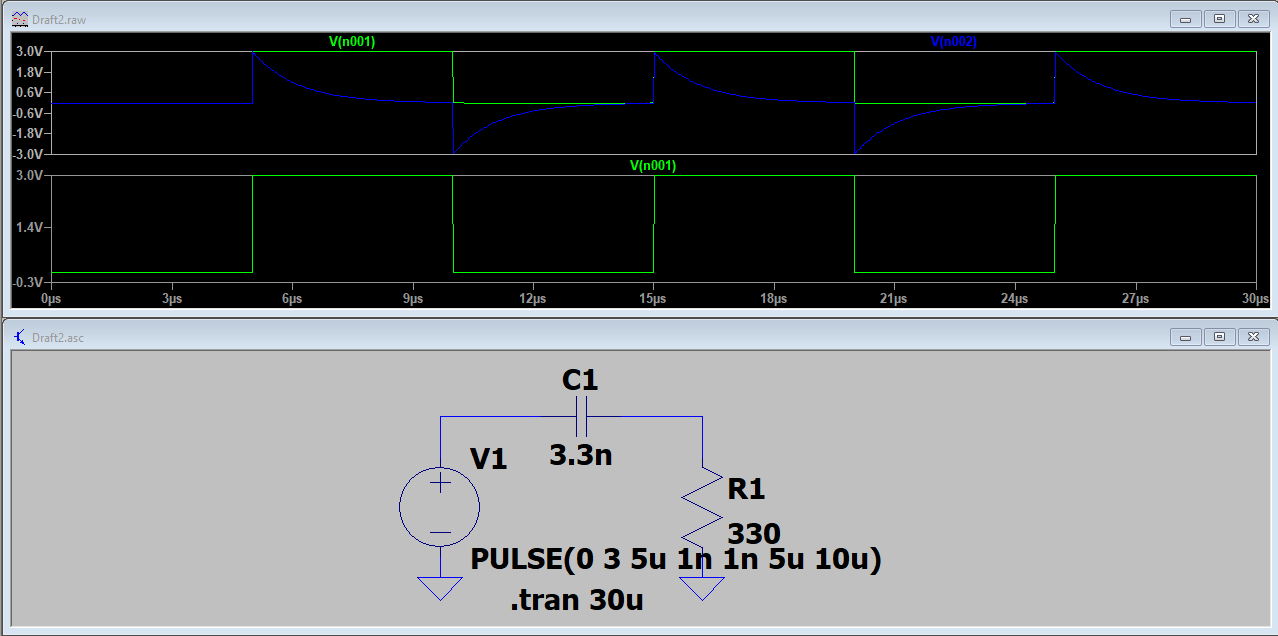 Draft2.raw
V(n001) V(n002)
3.0V
1.8V
0.6V
-0.6V
-1.8V
-3.0V
V(n001)
3.0V
1.4V
-0.3V
0µs 3µs 6µs 9µs 12µs 15µs 18µs 21µs 24µs 27µs 30µs
Draft2.asc
C1
V1 3.3n
R1
330
PULSE(0 3 5u 1n 1n 5u 10u)
.tran 30u